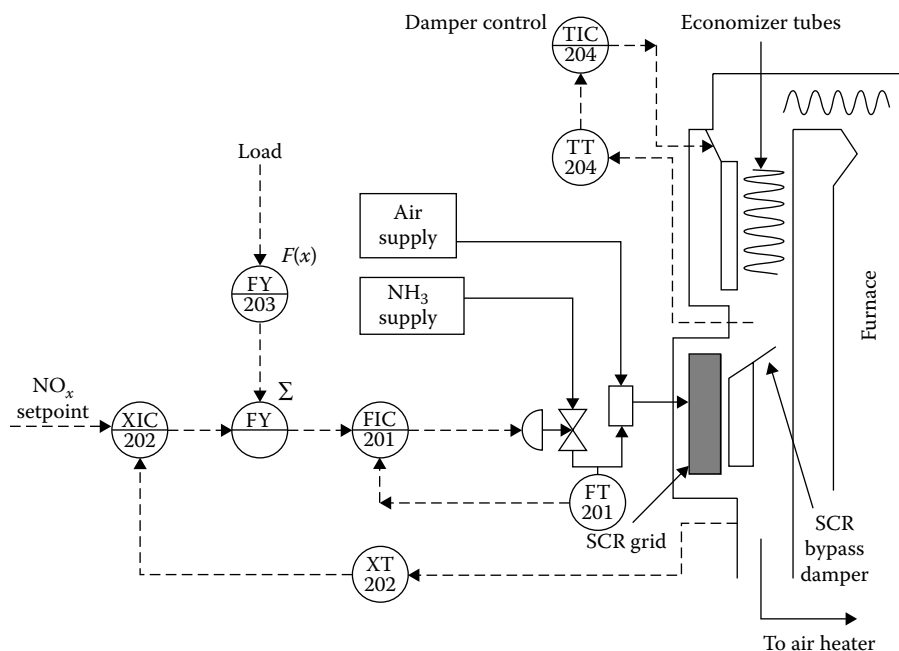 Damper control
TIC
204
Economizer tubes
TT
204
Load
Air
supply
F(x)
FY
203
NH₃
supply
Furnace
NOₓ
setpoint
Σ
XIC
202
FY
FIC
201
FT
201
SCR grid
SCR
bypass
damper
XT
202
To air heater